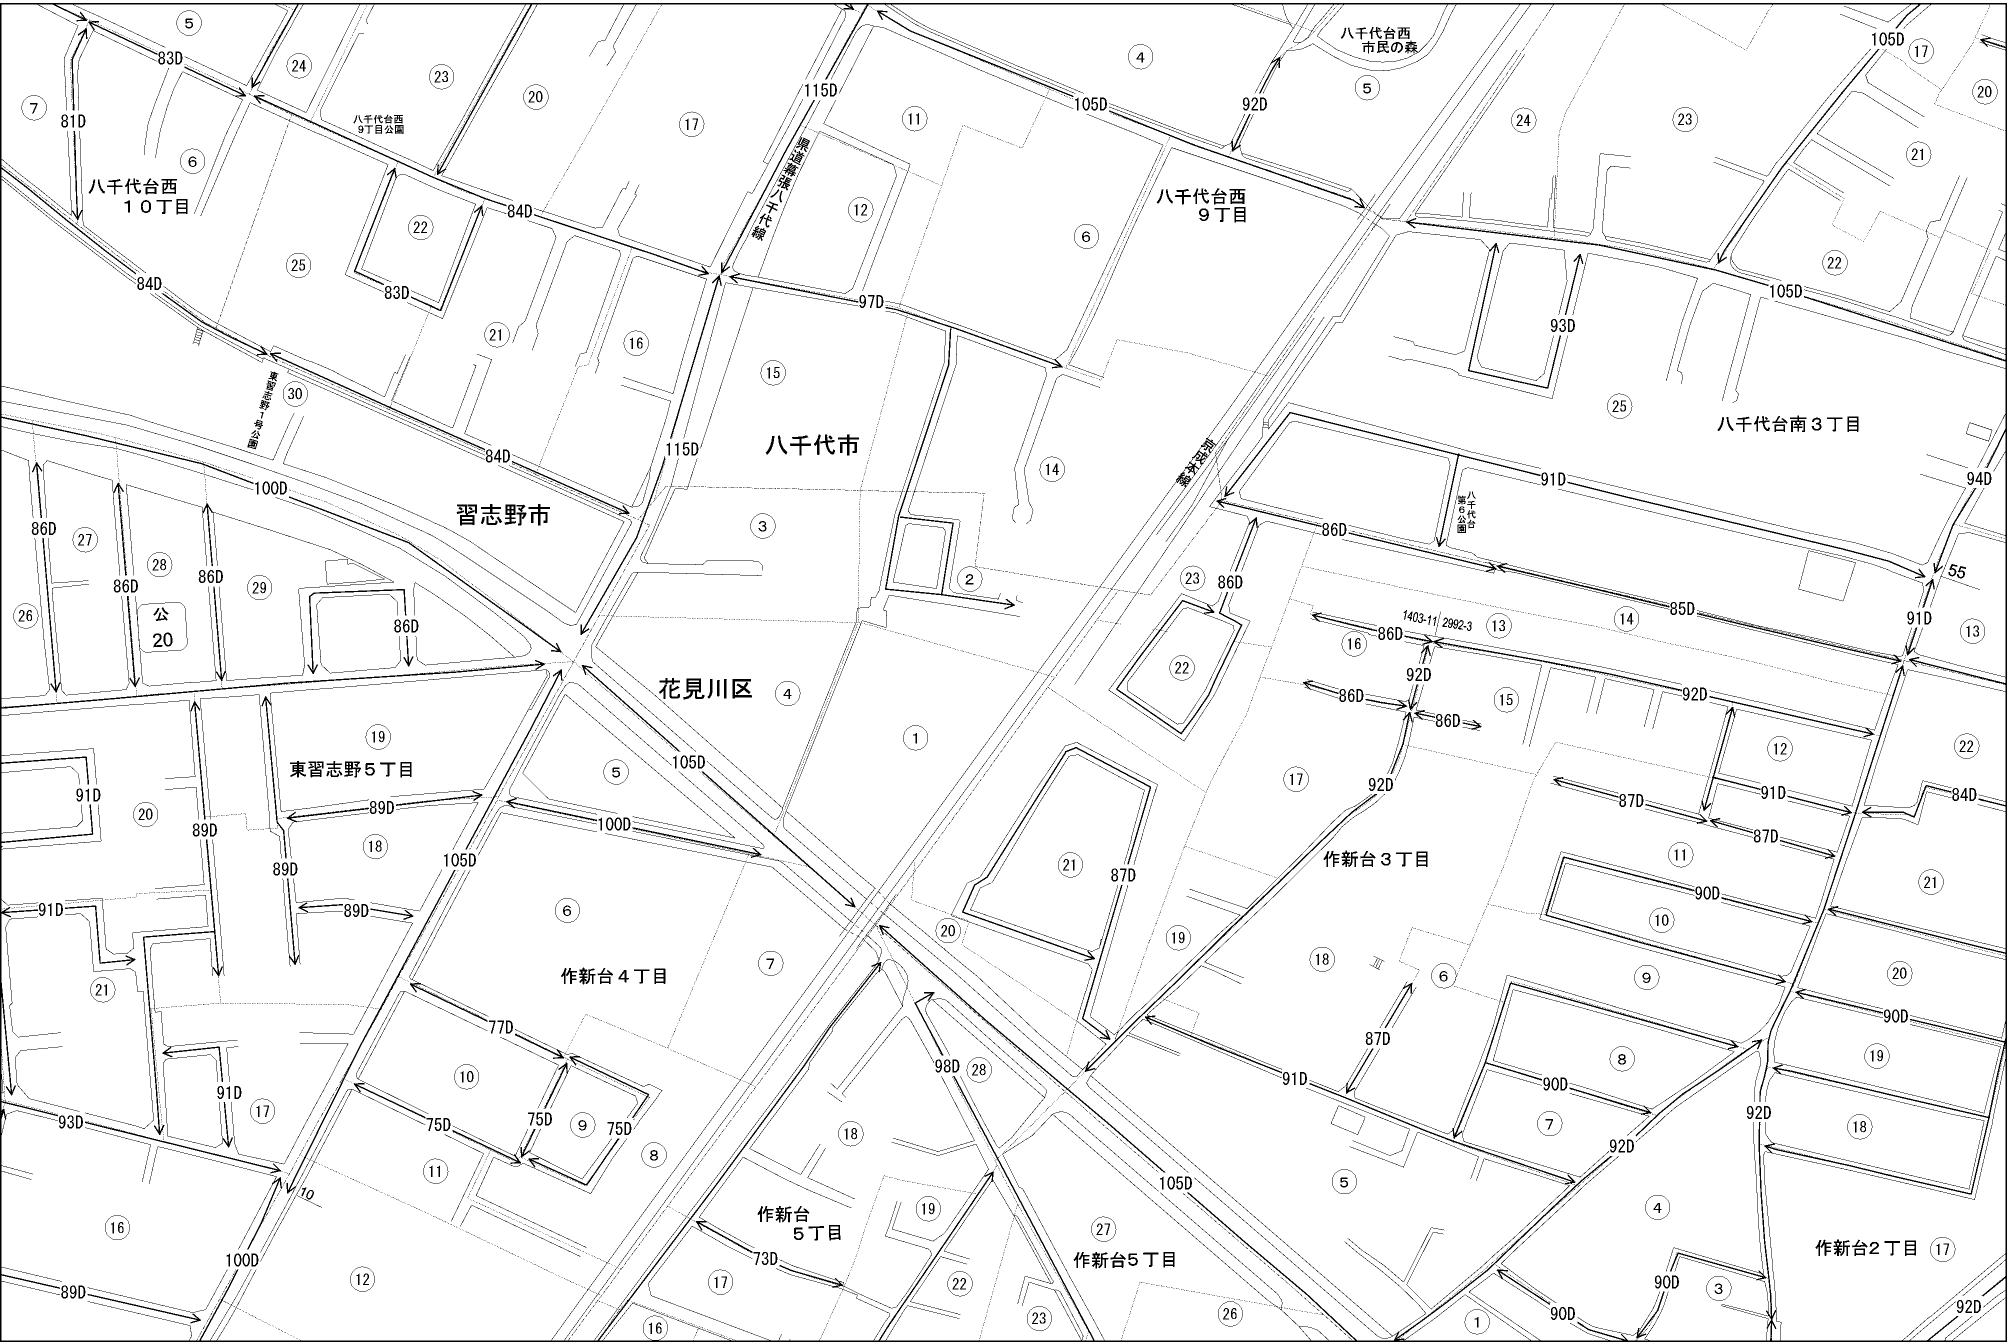 5
4
八千代台西
市民の森
105D
17
83D
24
23
20
115D
17
105D
92D
5
24
23
20
7
81D
八千代台西
9丁目公園
11
21
6
県道幕張八千代線
八千代台西
10丁目
22
84D
12
八千代台西
9丁目
6
25
22
84D
83D
97D
105D
21
16
93D
15
30
東習志野1号公園
25
八千代台南3丁目
84D
115D
八千代市
14
京成本線
91D
94D
100D
習志野市
八千代台
第6公園
86D
27
28
86D
86D
29
3
86D
23
86D
2
55
26
公
20
86D
85D
91D
1403-11
2992-3
13
14
86D
16
13
92D
22
花見川区
4
86D
86D
15
92D
19
1
12
22
東習志野5丁目
5
105D
17
92D
91D
20
89D
87D
91D
84D
89D
100D
87D
18
105D
作新台3丁目
11
89D
21
87D
21
91D
89D
6
90D
10
20
19
作新台4丁目
7
18
6
9
20
21
77D
90D
87D
98D
28
8
19
10
91D
90D
17
91D
75D
75D
9
75D
92D
93D
18
7
92D
18
8
11
105D
5
10
16
作新台
5丁目
19
27
4
作新台2丁目
17
73D
作新台5丁目
100D
12
17
22
90D
3
89D
23
26
90D
1
92D
16